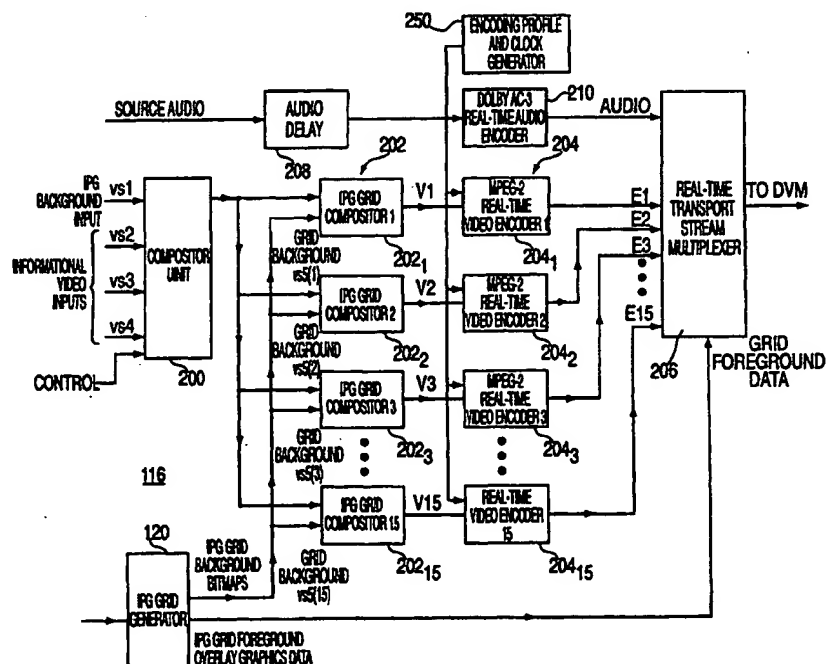 250
ENCODING PROFILE
AND CLOCK
GENERATOR
SOURCE AUDIO
AUDIO
DELAY
208
DOLBY AC-3
REAL-TIME AUDIO
ENCODER
210
AUDIO
IPG
BACKGROUND
INPUT
vs1
INFORMATIONAL
VIDEO
INPUTS
vs2
vs3
vs4
CONTROL
COMPOSITOR
UINIT
200
202
IPG GRID
COMPOSITOR 1
202₁
V1
GRID
BACKGROUND
vs5(1)
IPG GRID
COMPOSITOR 2
202₂
V2
GRID
BACKGROUND
vs5(2)
IPG GRID
COMPOSITOR 3
202₃
V3
GRID
BACKGROUND
vs5(3)
IPG GRID
COMPOSITOR 15
202₁₅
V15
GRID
BACKGROUND
vs5(15)
204
MPEG-2
REAL-TIME
VIDEO ENCODER 1
204₁
MPEG-2
REAL-TIME
VIDEO ENCODER 2
204₂
MPEG-2
REAL-TIME
VIDEO ENCODER 3
204₃
REAL-TIME
VIDEO ENCODER
15
204₁₅
E1
E2
E3
E15
REAL-TIME
TRANSPORT
STREAM
MULTIPLEXER
TO DVM
206
GRID
FOREGROUND
DATA
116
120
IPG GRID
GENERATOR
IPG GRID
BACKGROUND
BITMAPS
IPG GRID FOREGROUND
OVERLAY GRAPHICS DATA